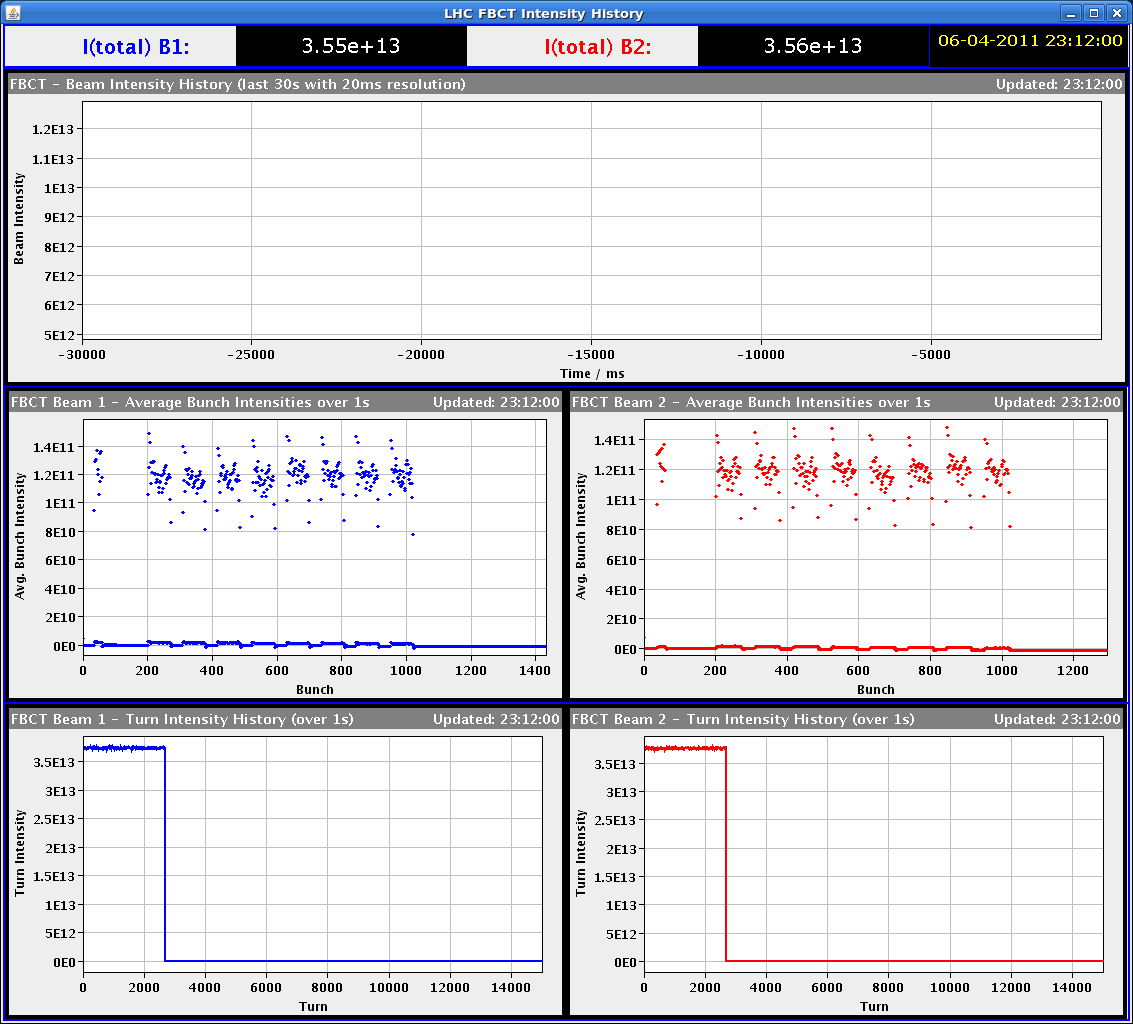 LHC FBCT Intensity History
I(total) B1: 3.55e+13 I(total) B2: 3.56e+13 06-04-2011 23:12:00
FBCT - Beam Intensity History (last 30s with 20ms resolution) Updated: 23:12:00
Beam Intensity
1.2E13
1.1E13
1E13
9E12
8E12
7E12
6E12
5E12
-30000 -25000 -20000 -15000 -10000 -5000
Time / ms
FBCT Beam 1 - Average Bunch Intensities over 1s Updated: 23:12:00
Avg. Bunch Intensity
1.4E11
1.2E11
1E11
8E10
6E10
4E10
2E10
0E0
0 200 400 600 800 1000 1200 1400
Bunch
FBCT Beam 2 - Average Bunch Intensities over 1s Updated: 23:12:00
Avg. Bunch Intensity
1.4E11
1.2E11
1E11
8E10
6E10
4E10
2E10
0E0
0 200 400 600 800 1000 1200
Bunch
FBCT Beam 1 - Turn Intensity History (over 1s) Updated: 23:12:00
Turn Intensity
3.5E13
3E13
2.5E13
2E13
1.5E13
1E13
5E12
0E0
0 2000 4000 6000 8000 10000 12000 14000
Turn
FBCT Beam 2 - Turn Intensity History (over 1s) Updated: 23:12:00
Turn Intensity
3.5E13
3E13
2.5E13
2E13
1.5E13
1E13
5E12
0E0
0 2000 4000 6000 8000 10000 12000 14000
Turn